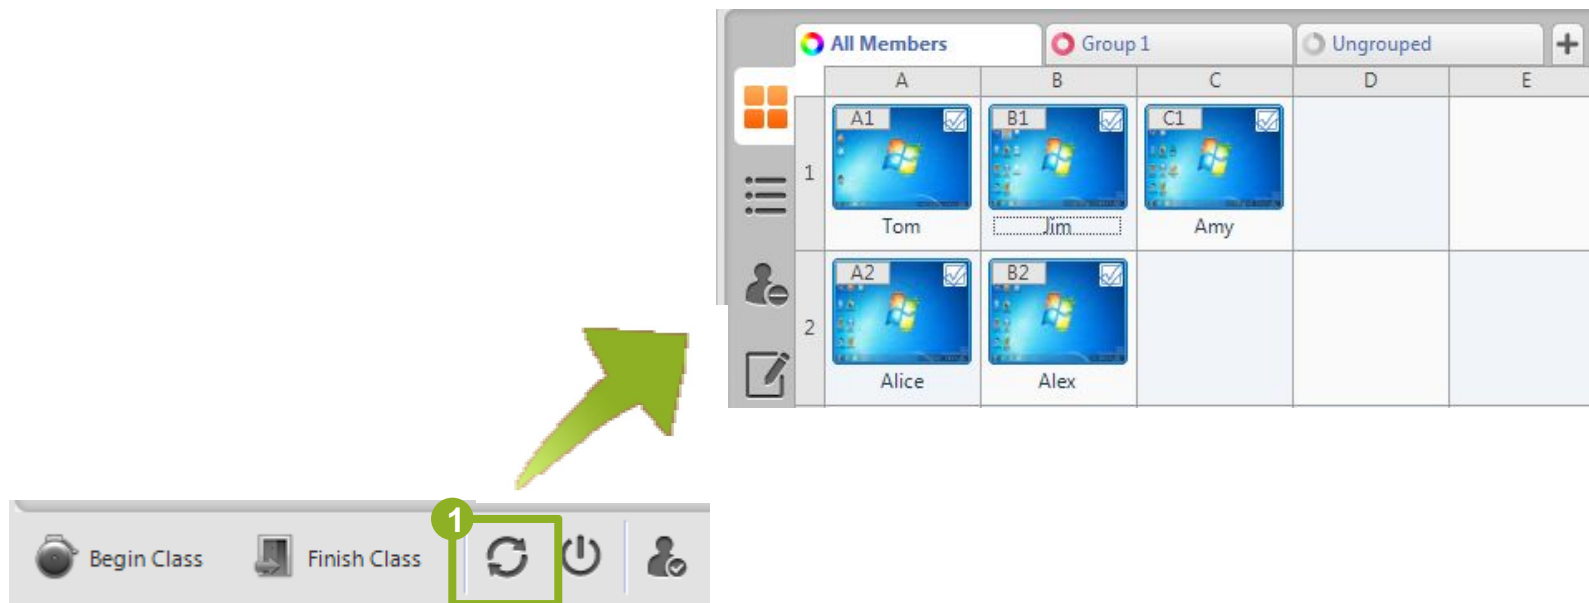 All Members Group 1 Ungrouped
A B C D E
1
A1 B1 C1
Tom Jim Amy
2
A2 B2
Alice Alex
1
Begin Class Finish Class